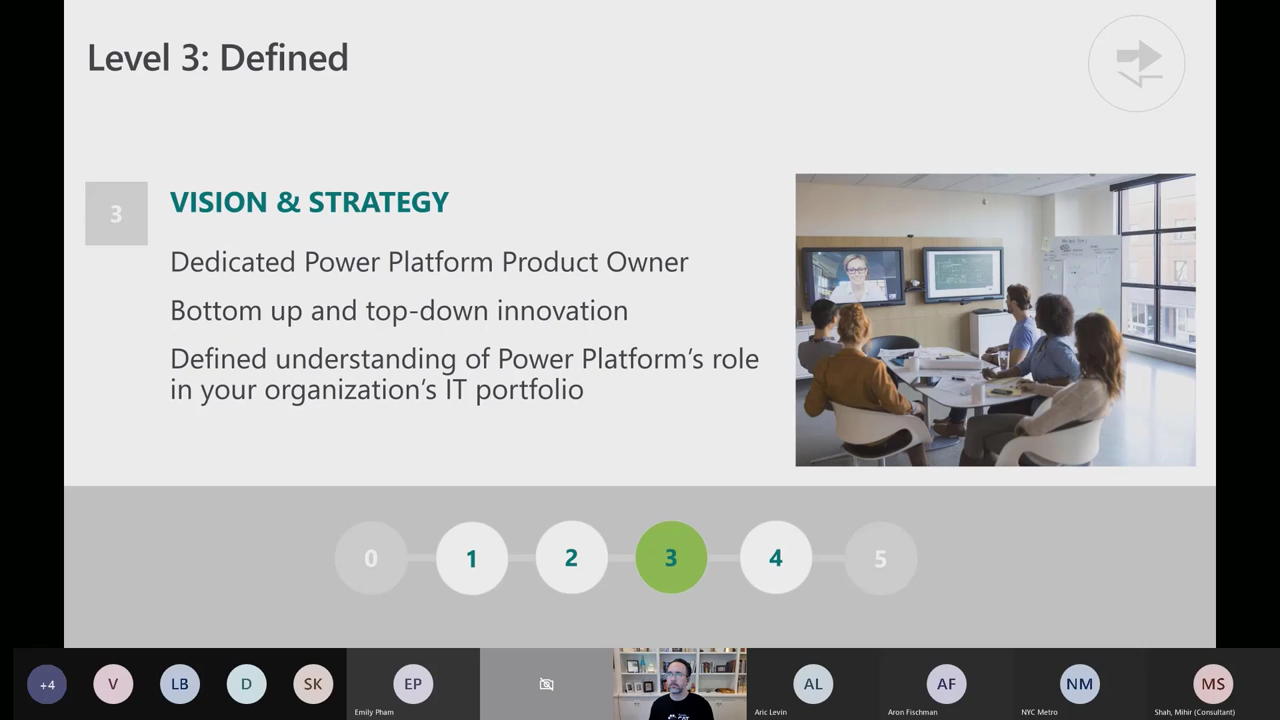 Level 3: Defined
3
VISION & STRATEGY
Dedicated Power Platform Product Owner
Bottom up and top-down innovation
Defined understanding of Power Platform’s role
in your organization’s IT portfolio
0
1
2
3
4
5
+4
V
LB
D
SK
EP
Emily Pham
AL
Aric Levin
AF
Aron Fischman
NM
NYC Metro
MS
Shah, Mihir (Consultant)